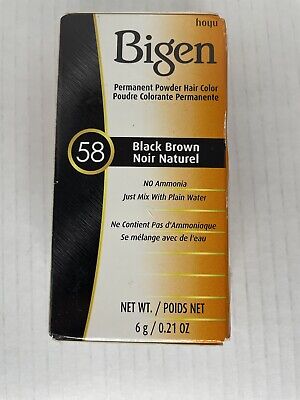 hoyu
Bigen
Permanent Powder Hair Color
Poudre Colorante Permanente
58
Black Brown
Noir Naturel
NO Ammonia
Just Mix With Plain Water
Ne Contient Pas d'Ammoniaque
Se mélange avec de l'eau
NET WT. / POIDS NET
6 g / 0.21 OZ